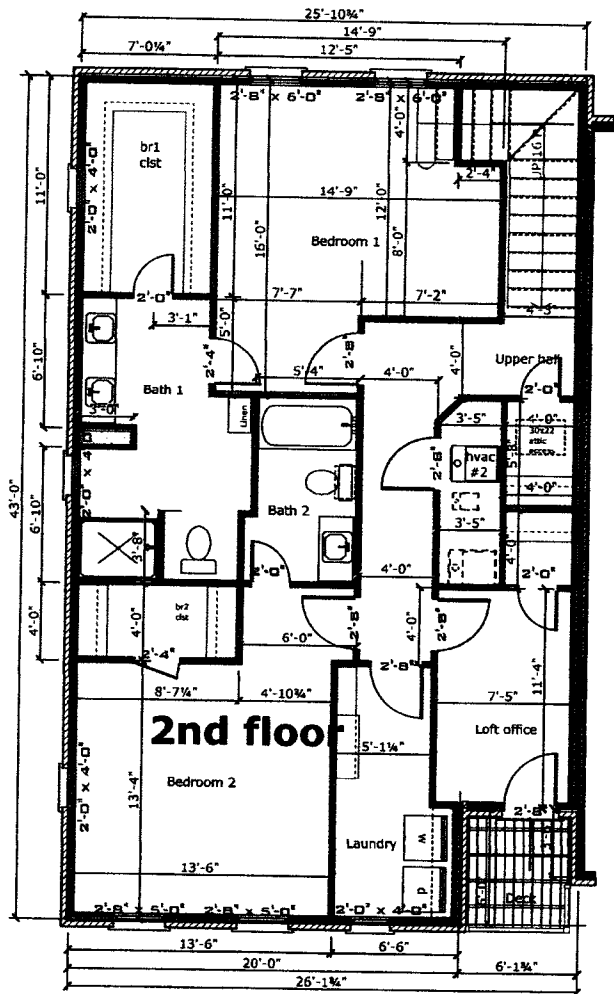 25'-10¾"
14'-9"
7'-0¼"
12'-5"
2'-8" x 6'-0"
2'-8" x 6'-0"
4'-0"
br1
clst
2'-0" x 4'-0"
UP 16 R
2'-4"
11'-0"
11'-0"
14'-9"
12'-0"
16'-0"
8'-0"
Bedroom 1
2'-0"
7'-7"
7'-2"
4'-3"
3'-1"
5'-0"
2'-4"
2'-8"
6'-10"
5'-4"
4'-0"
4'-0"
Upper hall
2'-0"
Bath 1
3'-0"
Linen
3'-5"
4'-0"
30x22
attic
access
5'-8"
hvac
#2
2'-8"
4'-0"
43'-0"
2'-0" x 4'-0"
6'-10"
Bath 2
3'-5"
3'-8"
2'-0"
4'-0"
4'-0"
2'-0"
br2
clst
4'-0"
4'-0"
2'-8"
4'-0"
2'-8"
6'-0"
2'-4"
2'-8"
11'-4"
8'-7¼"
4'-10¾"
7'-5"
2nd floor
5'-1¼"
Loft office
Bedroom 2
2'-0" x 4'-0"
13'-4"
2'-8"
Laundry
w
d
Deck
13'-6"
2'-8" x 5'-0"
2'-8" x 5'-0"
2'-0" x 4'-0"
13'-6"
6'-6"
20'-0"
6'-1¾"
26'-1¾"